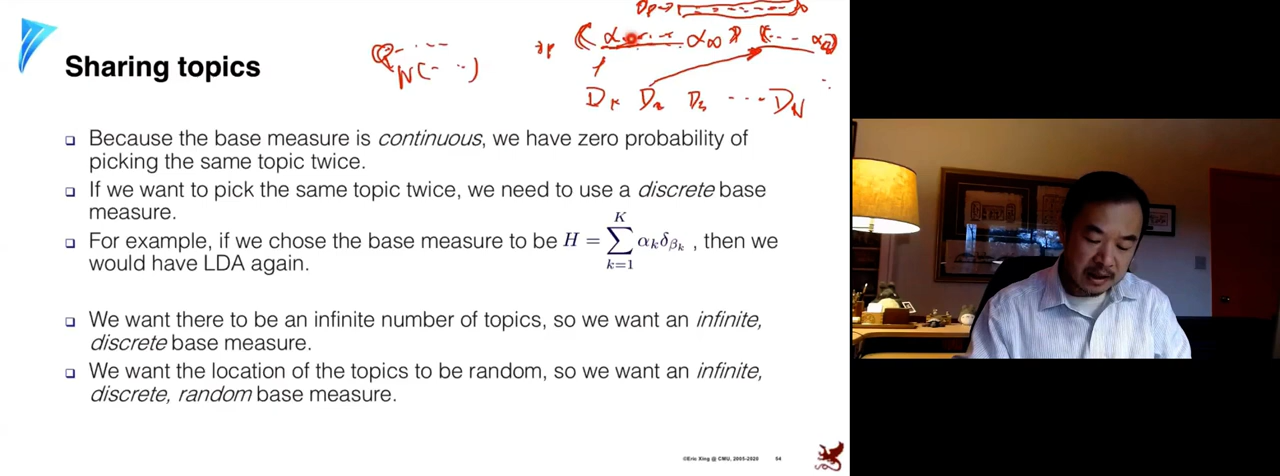 Dp →
Q ....
N(....)
( α .... α∞ ) ( ...
D₂ D₃ ... D_N
Sharing topics
Because the base measure is continuous, we have zero probability of
picking the same topic twice.
If we want to pick the same topic twice, we need to use a discrete base
measure.
For example, if we chose the base measure to be H = ∑_{k=1}^{K} α_k δ_{β_k} , then we
would have LDA again.
We want there to be an infinite number of topics, so we want an infinite,
discrete base measure.
We want the location of the topics to be random, so we want an infinite,
discrete, random base measure.
©Eric Xing @ CMU, 2005-2020
54